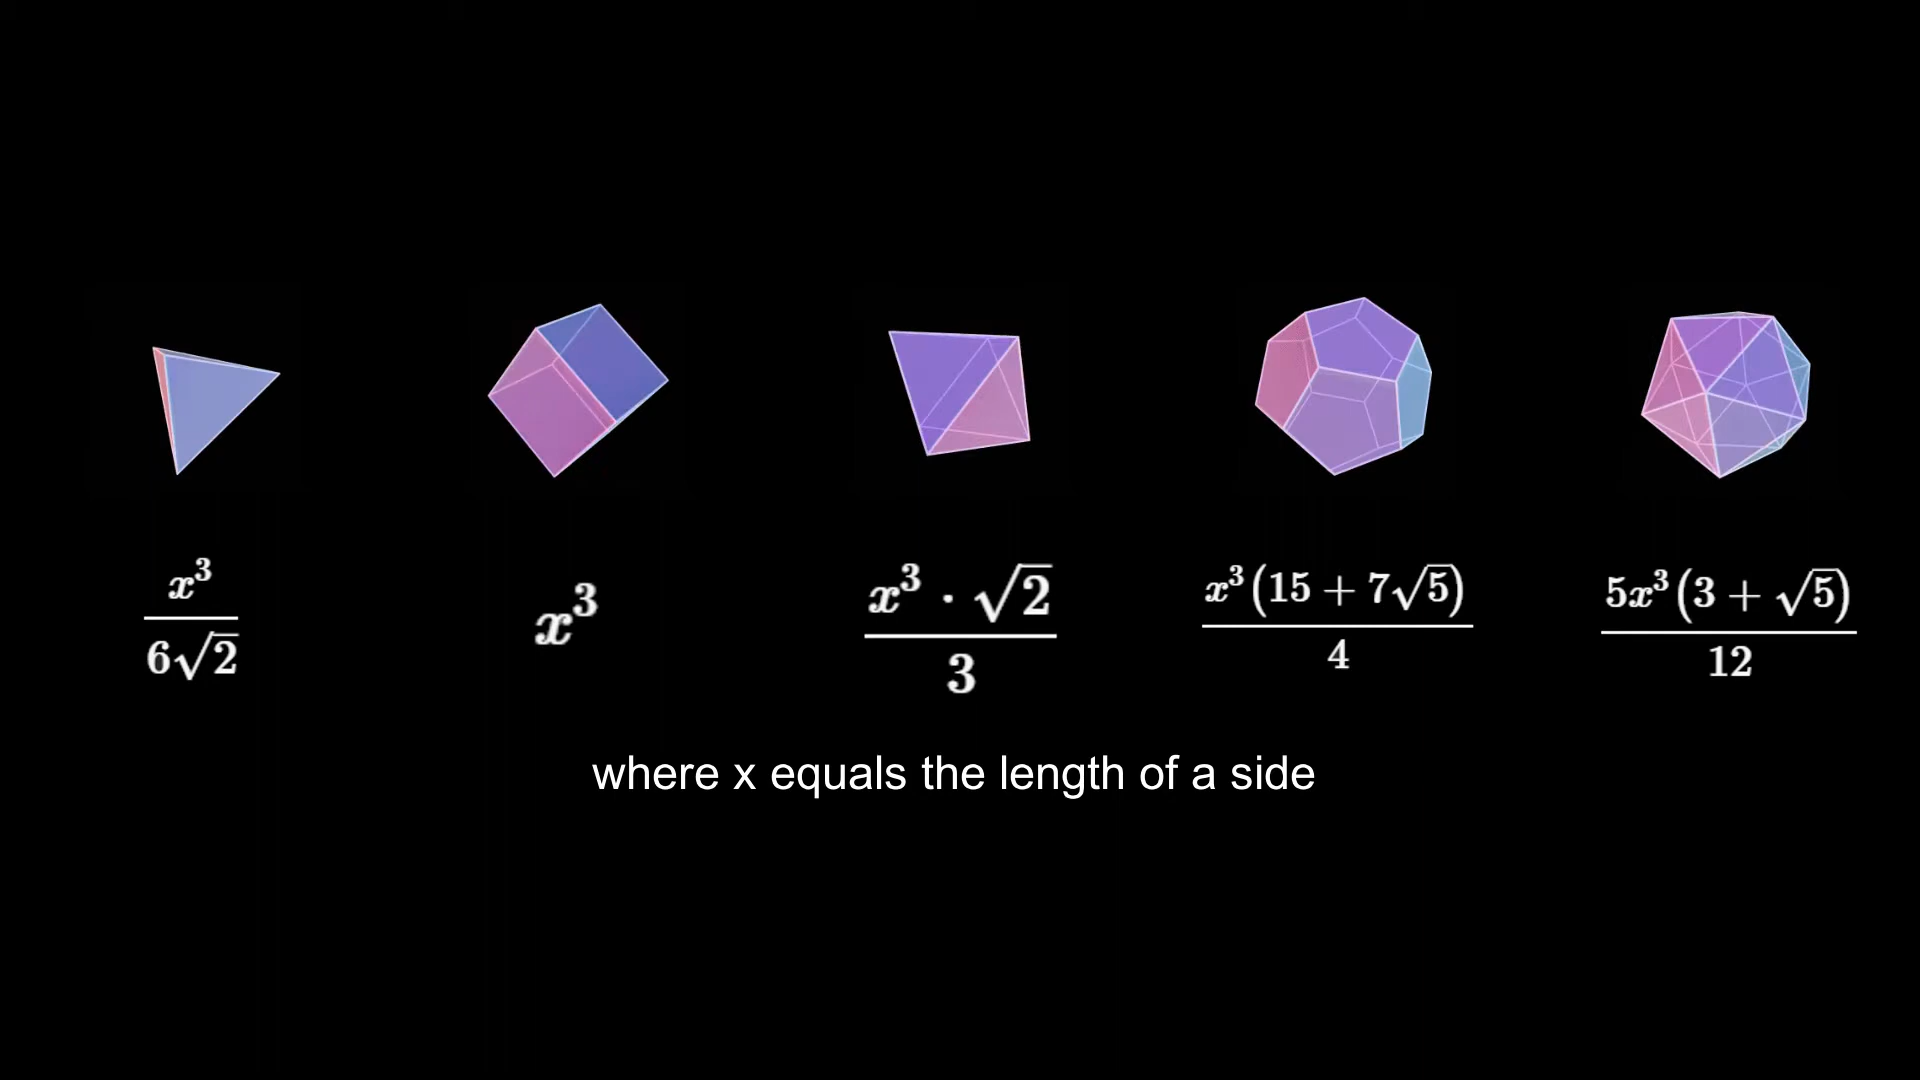 x³/(6√2)
x³
x³ · √2/3
x³(15 + 7√5)/4
5x³(3 + √5)/12
where x equals the length of a side